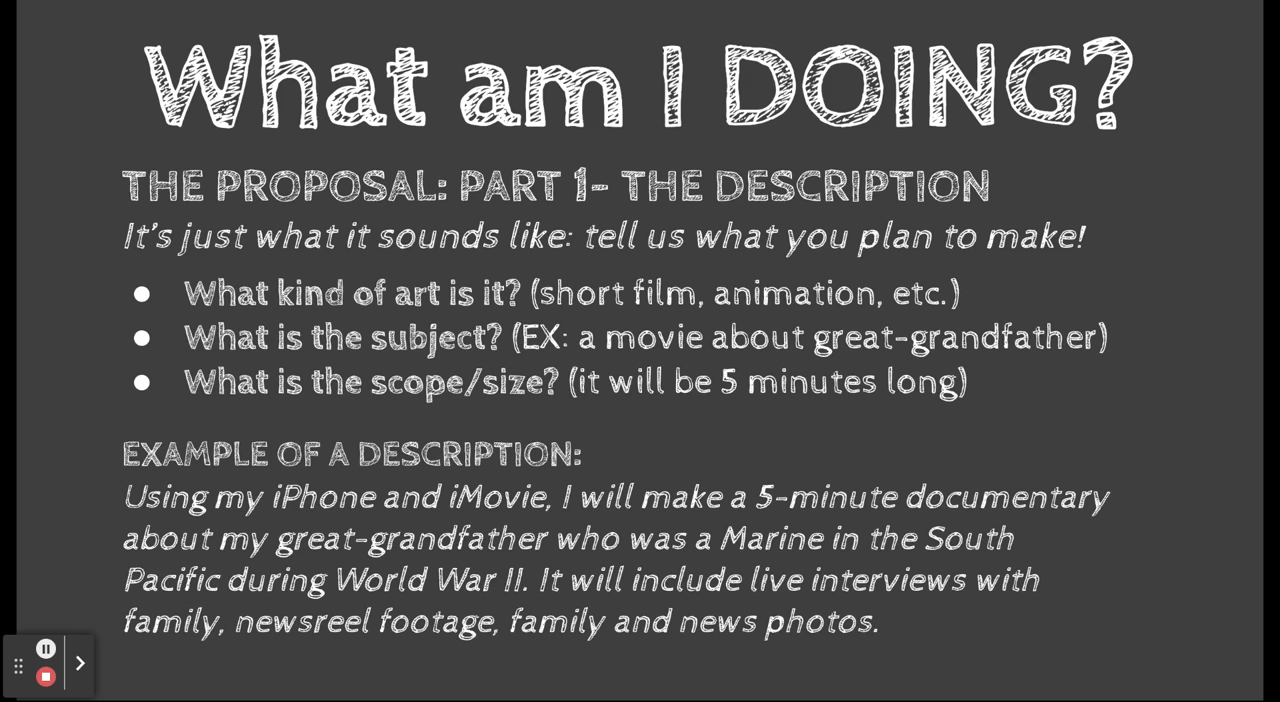 What am I DOING?
THE PROPOSAL: PART 1- THE DESCRIPTION
It's just what it sounds like: tell us what you plan to make!
● What kind of art is it? (short film, animation, etc.)
● What is the subject? (EX: a movie about great-grandfather)
● What is the scope/size? (it will be 5 minutes long)
EXAMPLE OF A DESCRIPTION:
Using my iPhone and iMovie, I will make a 5-minute documentary
about my great-grandfather who was a Marine in the South
Pacific during World War II. It will include live interviews with
family, newsreel footage, family and news photos.